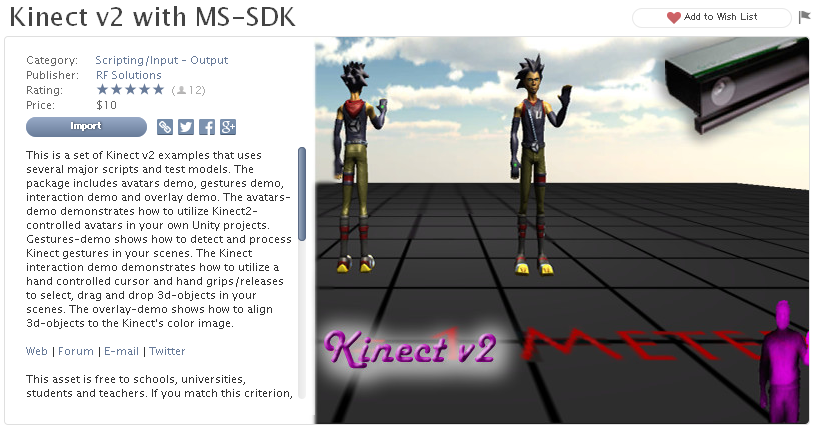 Kinect v2 with MS-SDK
Add to Wish List
Category: Scripting/Input - Output
Publisher: RF Solutions
Rating: ★★★★★ (12)
Price: $10
Import
This is a set of Kinect v2 examples that uses
several major scripts and test models. The
package includes avatars demo, gestures demo,
interaction demo and overlay demo. The avatars-
demo demonstrates how to utilize Kinect2-
controlled avatars in your own Unity projects.
Gestures-demo shows how to detect and process
Kinect gestures in your scenes. The Kinect
interaction demo demonstrates how to utilize a
hand controlled cursor and hand grips/releases
to select, drag and drop 3d-objects in your
scenes. The overlay-demo shows how to align
3d-objects to the Kinect's color image.
Web | Forum | E-mail | Twitter
This asset is free to schools, universities,
students and teachers. If you match this criterion,
Kinect v2
1 METE